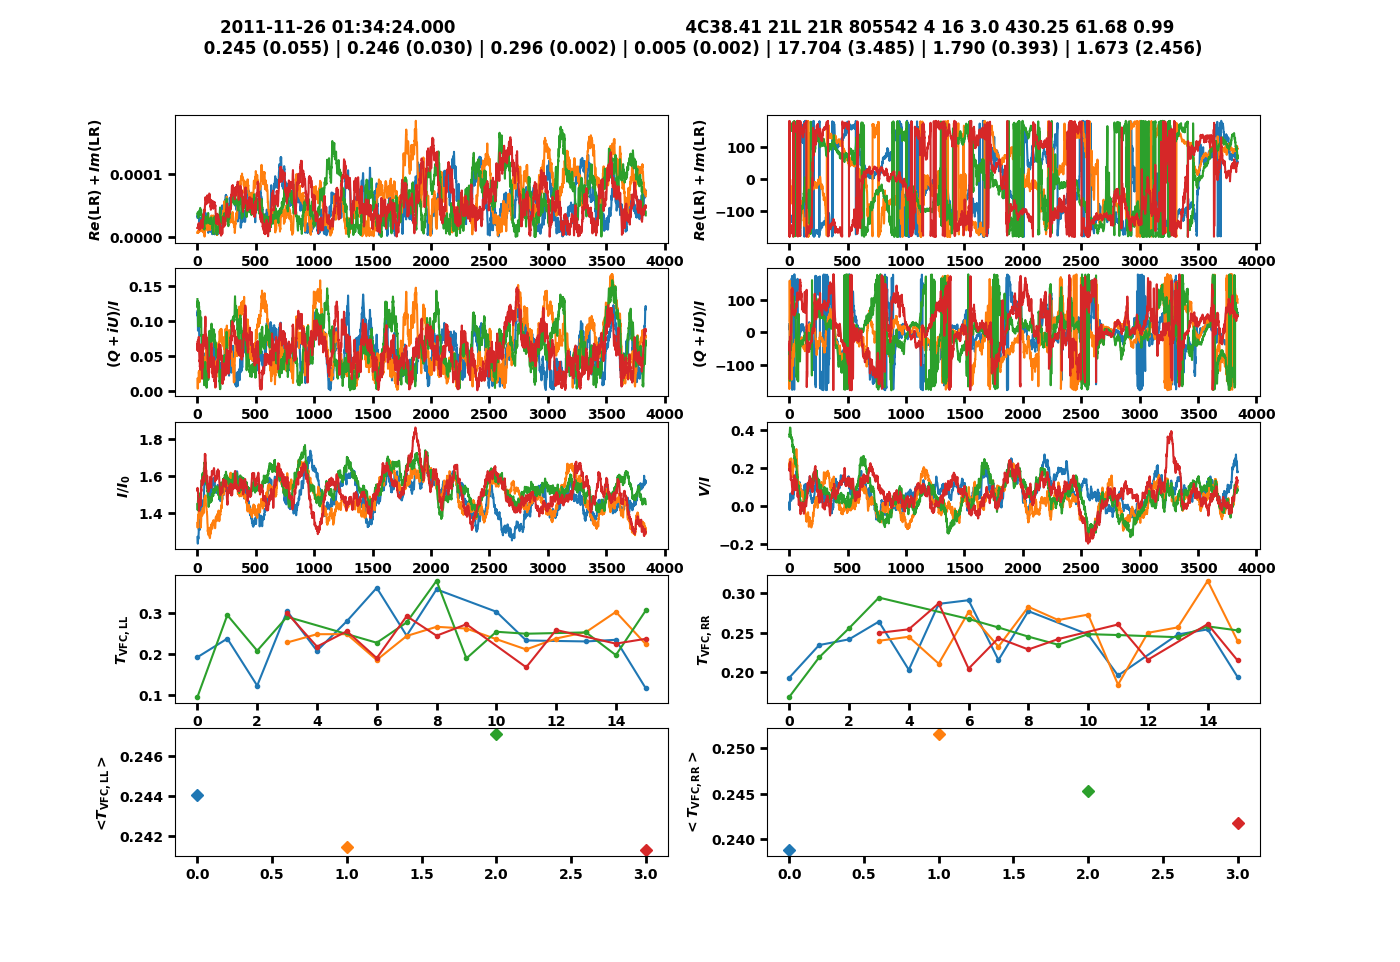 2011-11-26 01:34:24.000 4C38.41 21L 21R 805542 4 16 3.0 430.25 61.68 0.99
0.245 (0.055) | 0.246 (0.030) | 0.296 (0.002) | 0.005 (0.002) | 17.704 (3.485) | 1.790 (0.393) | 1.673 (2.456)
Re(LR) + Im(LR)
0.0001
0.0000
0 500 1000 1500 2000 2500 3000 3500 4000
Re(LR) + Im(LR)
100
0
−100
0 500 1000 1500 2000 2500 3000 3500 4000
(Q + iU)/I
0.15
0.10
0.05
0.00
0 500 1000 1500 2000 2500 3000 3500 4000
(Q + iU)/I
100
0
−100
0 500 1000 1500 2000 2500 3000 3500 4000
I/I0
1.8
1.6
1.4
0 500 1000 1500 2000 2500 3000 3500 4000
V/I
0.4
0.2
0.0
−0.2
0 500 1000 1500 2000 2500 3000 3500 4000
TVFC, LL
0.3
0.2
0.1
0 2 4 6 8 10 12 14
TVFC, RR
0.30
0.25
0.20
0 2 4 6 8 10 12 14
<TVFC, LL>
0.246
0.244
0.242
0.0 0.5 1.0 1.5 2.0 2.5 3.0
< TVFC, RR >
0.250
0.245
0.240
0.0 0.5 1.0 1.5 2.0 2.5 3.0